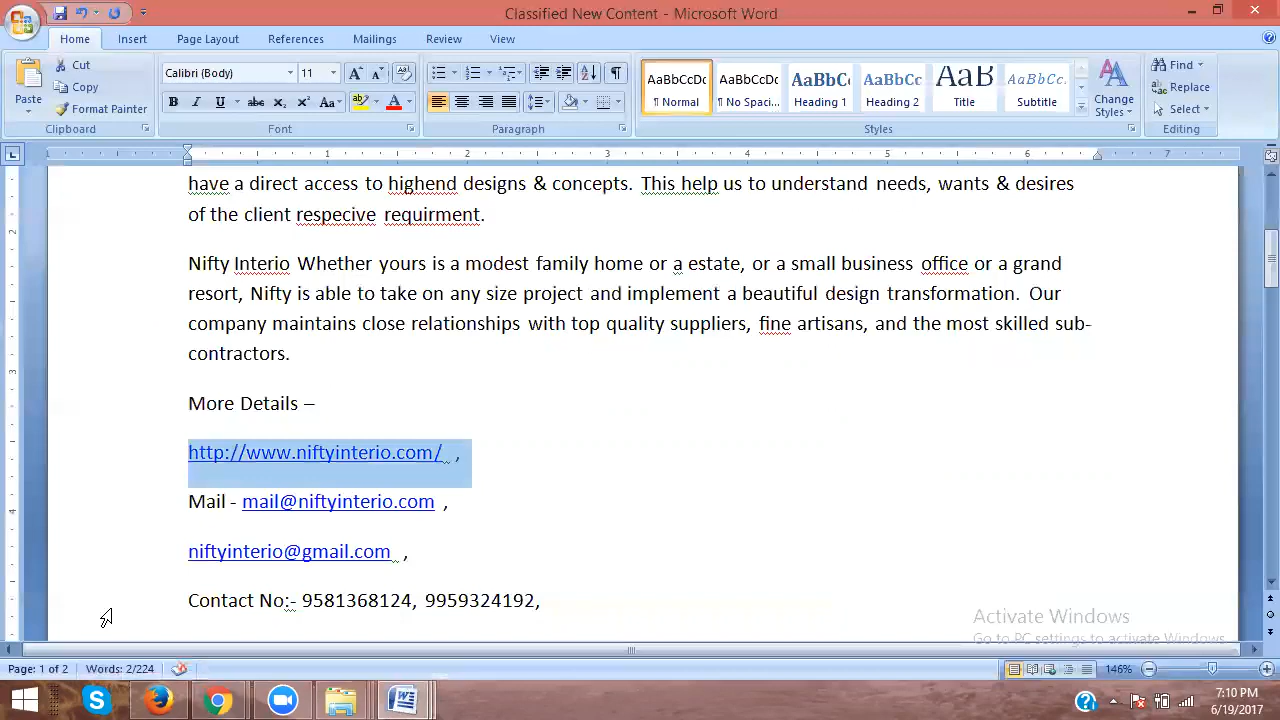 Classified New Content - Microsoft Word
Home Insert Page Layout References Mailings Review View
Paste
Cut
Copy
Format Painter
Clipboard
Calibri (Body) 11
Font
Paragraph
AaBbCcDc AaBbCcDc AaBbC AaBbCc AaB AaBbCc.
¶ Normal ¶ No Spaci... Heading 1 Heading 2 Title Subtitle
Change Styles
Styles
Find
Replace
Select
Editing
1 1 2 3 4 5 6 7
have a direct access to highend designs & concepts. This help us to understand needs, wants & desires
of the client respecive requirment.
Nifty Interio Whether yours is a modest family home or a estate, or a small business office or a grand
resort, Nifty is able to take on any size project and implement a beautiful design transformation. Our
company maintains close relationships with top quality suppliers, fine artisans, and the most skilled sub-
contractors.
More Details –
http://www.niftyinterio.com/ ,
Mail - mail@niftyinterio.com ,
niftyinterio@gmail.com ,
Contact No:- 9581368124, 9959324192,
Activate Windows
Go to PC settings to activate Windows.
Page: 1 of 2 Words: 2/224 146%
7:10 PM
6/19/2017